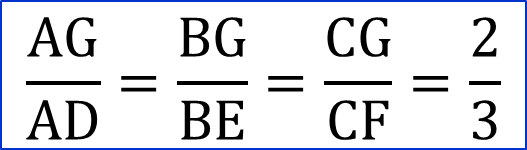 AG/AD = BG/BE = CG/CF = 2/3